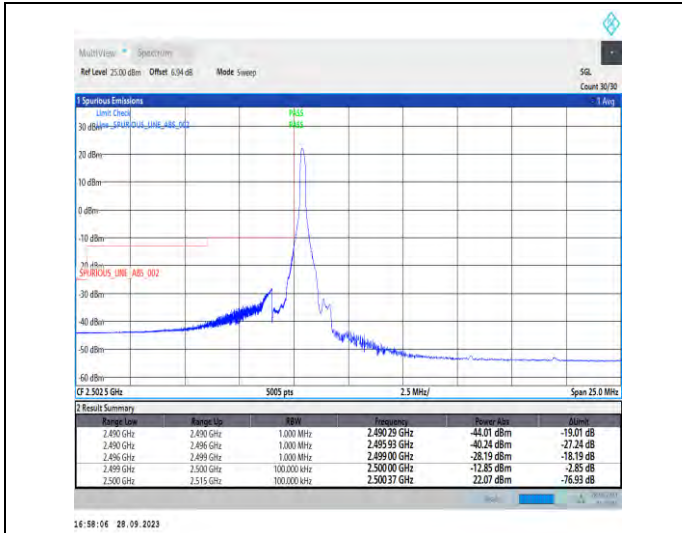 MultiView Spectrum
Ref Level 25.00 dBm Offset 6.94 dB Mode Sweep SGL
Count 30/30
1 Spurious Emissions 1 Avg
Limit Check PASS
30 dBm Line _SPURIOUS_LINE_ABS_002 PASS
20 dBm
10 dBm
0 dBm
-10 dBm
-20 dBm
SPURIOUS_LINE_ABS_002
-30 dBm
-40 dBm
-50 dBm
-60 dBm
CF 2.502 5 GHz 5005 pts 2.5 MHz/ Span 25.0 MHz
2 Result Summary
Range Low Range Up RBW Frequency Power Abs ΔLimit
2.490 GHz 2.490 GHz 1.000 MHz 2.490 29 GHz -44.01 dBm -19.01 dB
2.490 GHz 2.496 GHz 1.000 MHz 2.495 93 GHz -40.24 dBm -27.24 dB
2.496 GHz 2.499 GHz 1.000 MHz 2.499 00 GHz -28.19 dBm -18.19 dB
2.499 GHz 2.500 GHz 100.000 kHz 2.500 00 GHz -12.85 dBm -2.85 dB
2.500 GHz 2.515 GHz 100.000 kHz 2.500 37 GHz 22.07 dBm -76.93 dB
16:58:06 28.09.2023